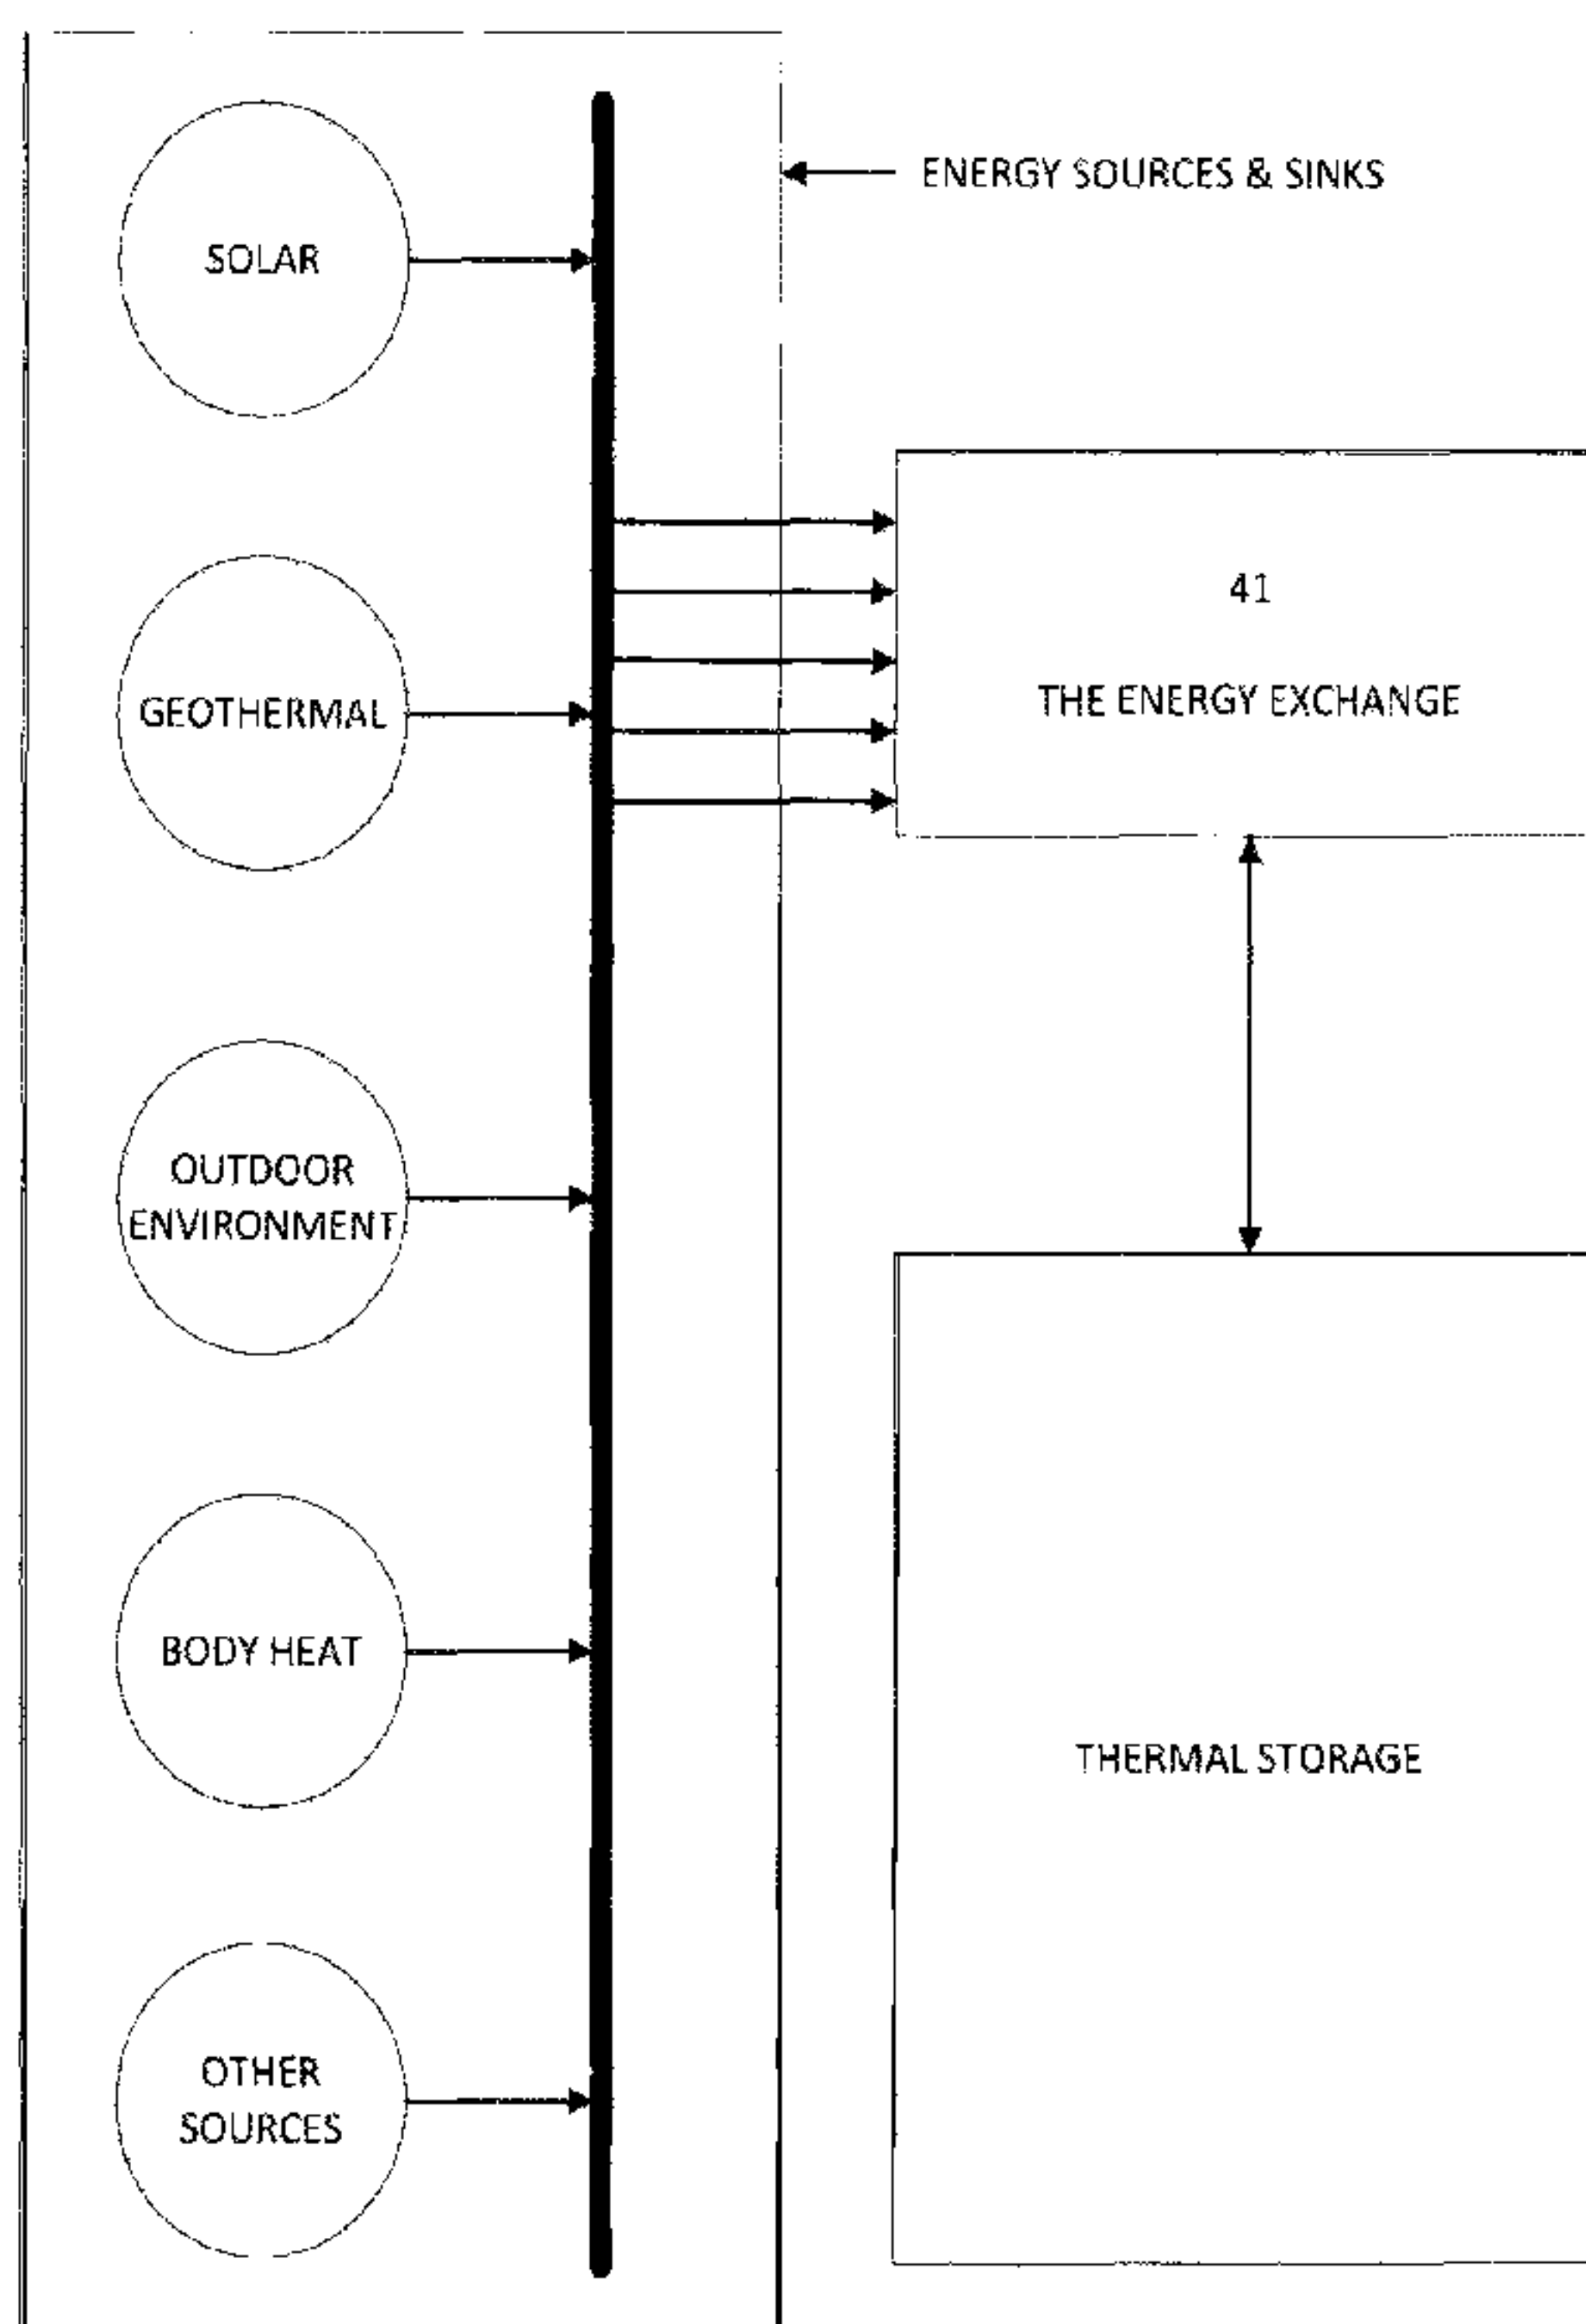 ENERGY SOURCES & SINKS
SOLAR
41
THE ENERGY EXCHANGE
GEOTHERMAL
OUTDOOR
ENVIRONMENT
BODY HEAT
THERMAL STORAGE
OTHER
SOURCES